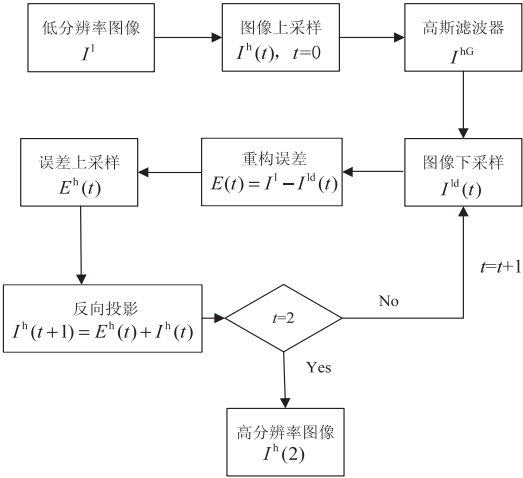 低分辨率图像
I^l
图像上采样
I^h(t)，t=0
高斯滤波器
I^hG
误差上采样
E^h(t)
重构误差
E(t)=I^l−I^ld(t)
图像下采样
I^ld(t)
t=t+1
反向投影
I^h(t+1)=E^h(t)+I^h(t)
t=2
No
Yes
高分辨率图像
I^h(2)